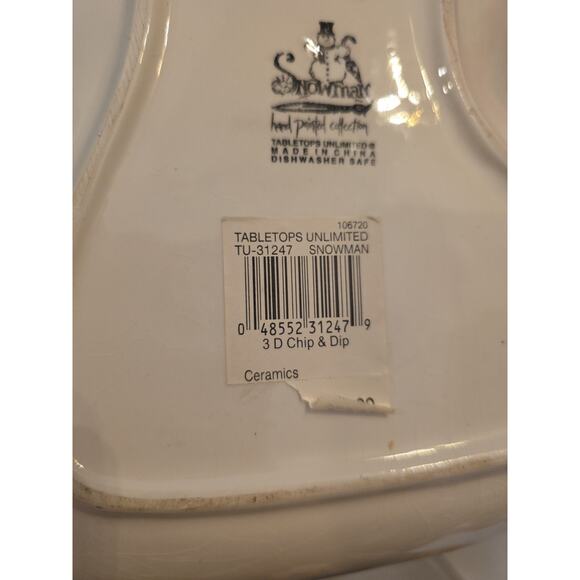 Snowman
hand painted collection
TABLETOPS UNLIMITED®
MADE IN CHINA
DISHWASHER SAFE
106720
TABLETOPS UNLIMITED
TU-31247 SNOWMAN
0 48552 31247 9
3 D Chip & Dip
Ceramics